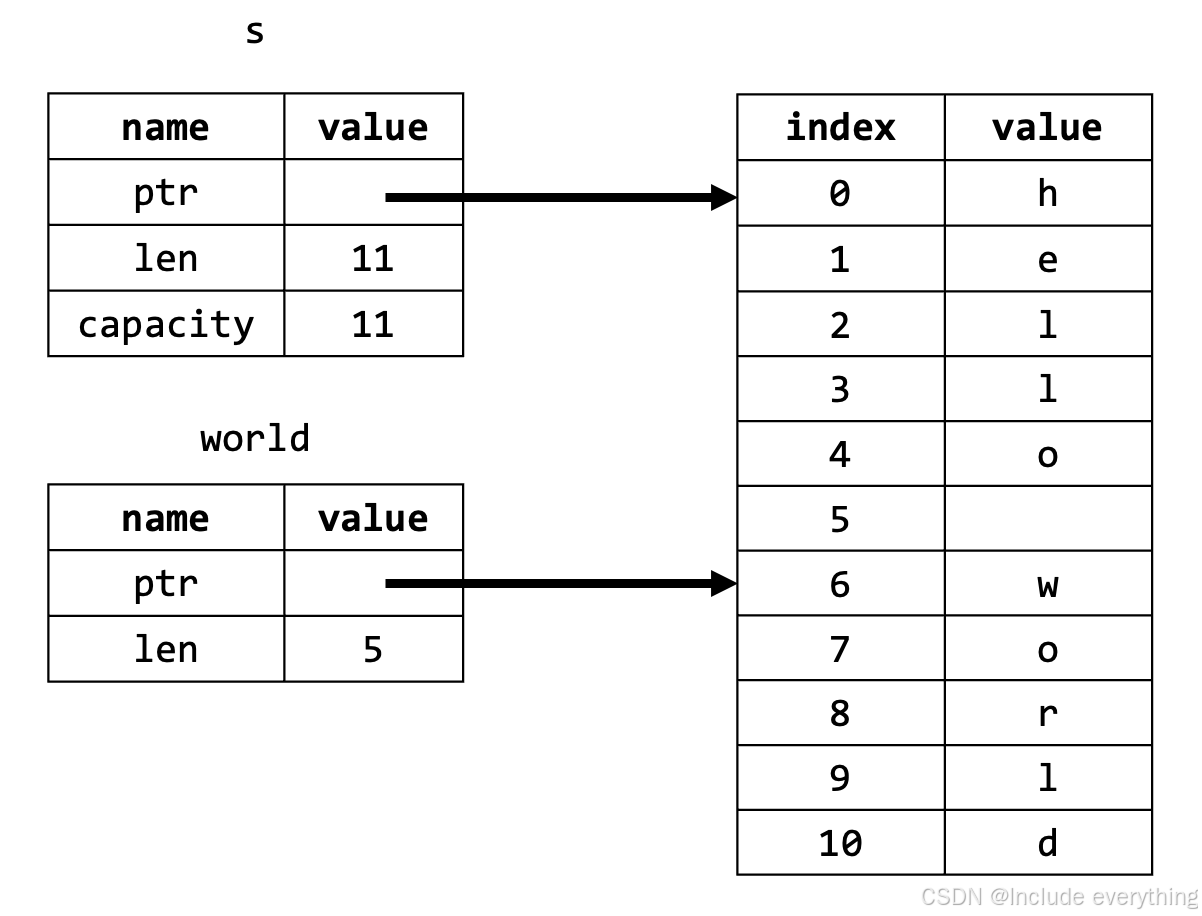 s
name value
ptr
len 11
capacity 11
world
name value
ptr
len 5
index value
0 h
1 e
2 l
3 l
4 o
5
6 w
7 o
8 r
9 l
10 d
CSDN @Include everything